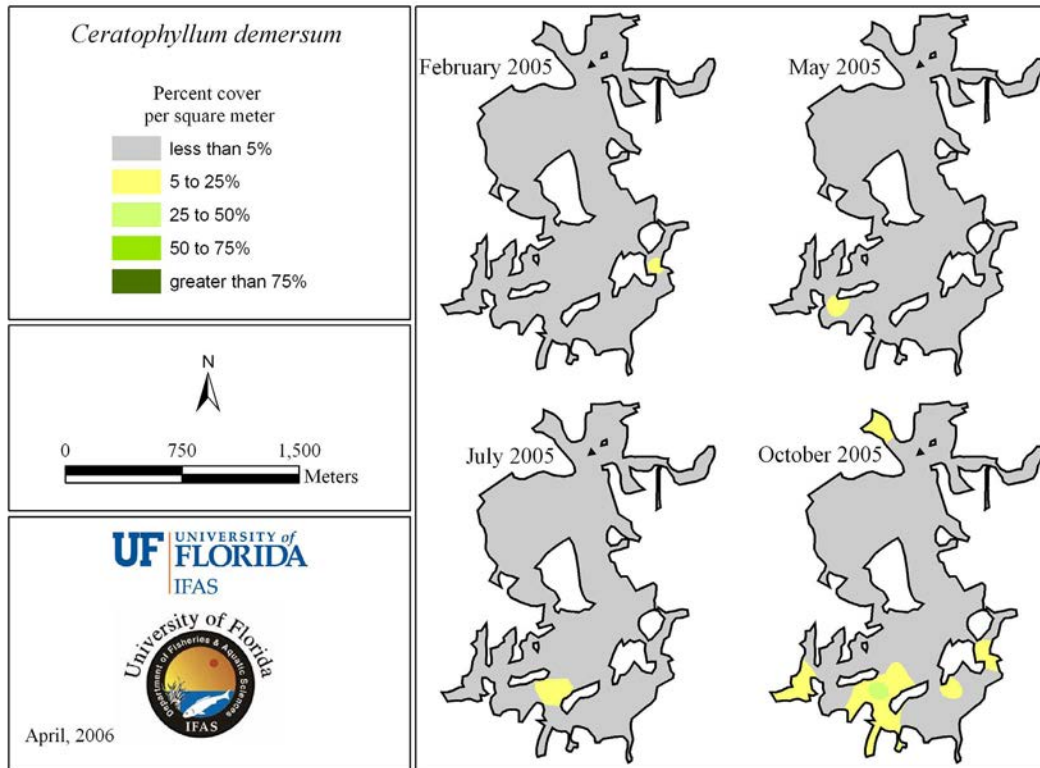 Ceratophyllum demersum
Percent cover
per square meter
less than 5%
5 to 25%
25 to 50%
50 to 75%
greater than 75%
N
0 750 1,500
Meters
UF UNIVERSITY of
FLORIDA
IFAS
University of Florida
Department of Fisheries & Aquatic Sciences
IFAS
April, 2006
February 2005
May 2005
July 2005
October 2005